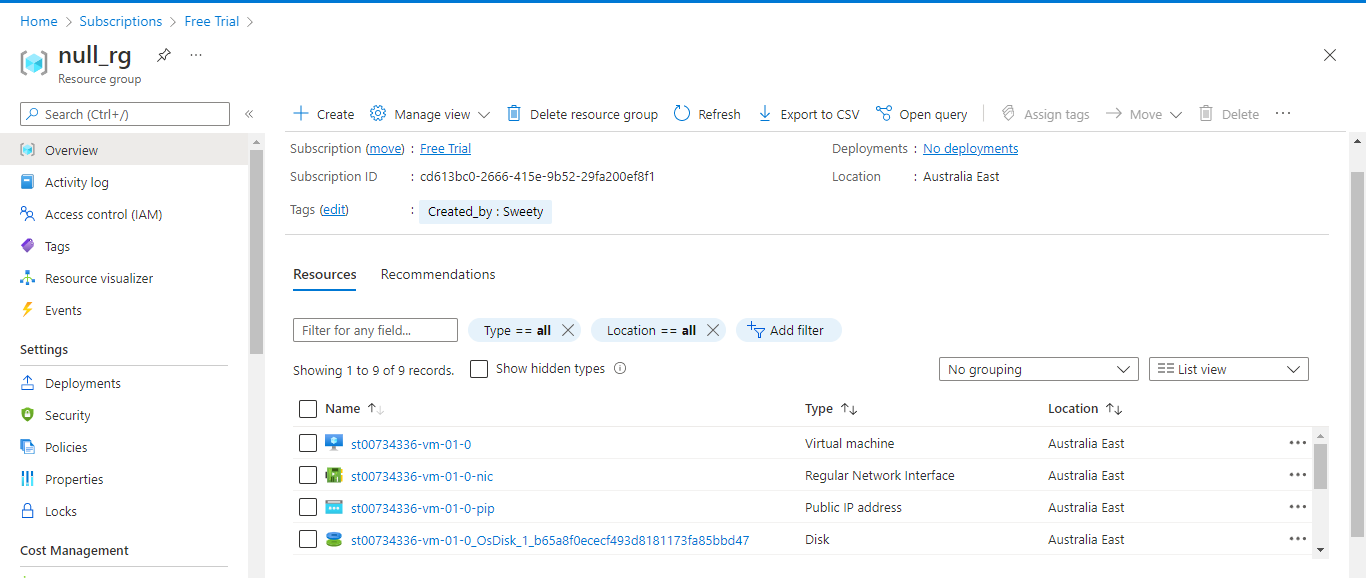 Home > Subscriptions > Free Trial >
null_rg
Resource group
Search (Ctrl+/)
Overview
Activity log
Access control (IAM)
Tags
Resource visualizer
Events
Settings
Deployments
Security
Policies
Properties
Locks
Cost Management
Create Manage view Delete resource group Refresh Export to CSV Open query Assign tags Move Delete
Subscription (move) : Free Trial
Deployments : No deployments
Subscription ID : cd613bc0-2666-415e-9b52-29fa200ef8f1
Location : Australia East
Tags (edit) : Created_by : Sweety
Resources Recommendations
Filter for any field... Type == all Location == all Add filter
Showing 1 to 9 of 9 records. Show hidden types No grouping List view
Name Type Location
st00734336-vm-01-0 Virtual machine Australia East
st00734336-vm-01-0-nic Regular Network Interface Australia East
st00734336-vm-01-0-pip Public IP address Australia East
st00734336-vm-01-0_OsDisk_1_b65a8f0ececf493d8181173fa85bbd47 Disk Australia East